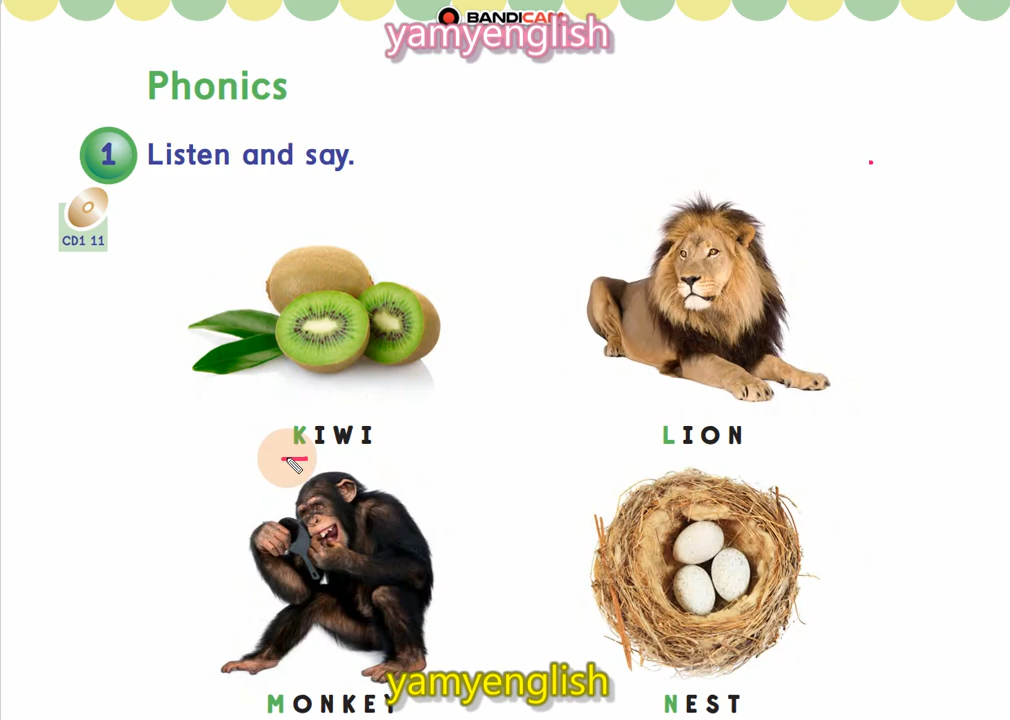 BANDICAM
yamyenglish
Phonics
1 Listen and say.
CD1 11
KIWI
LION
MONKEY
yamyenglish
NEST